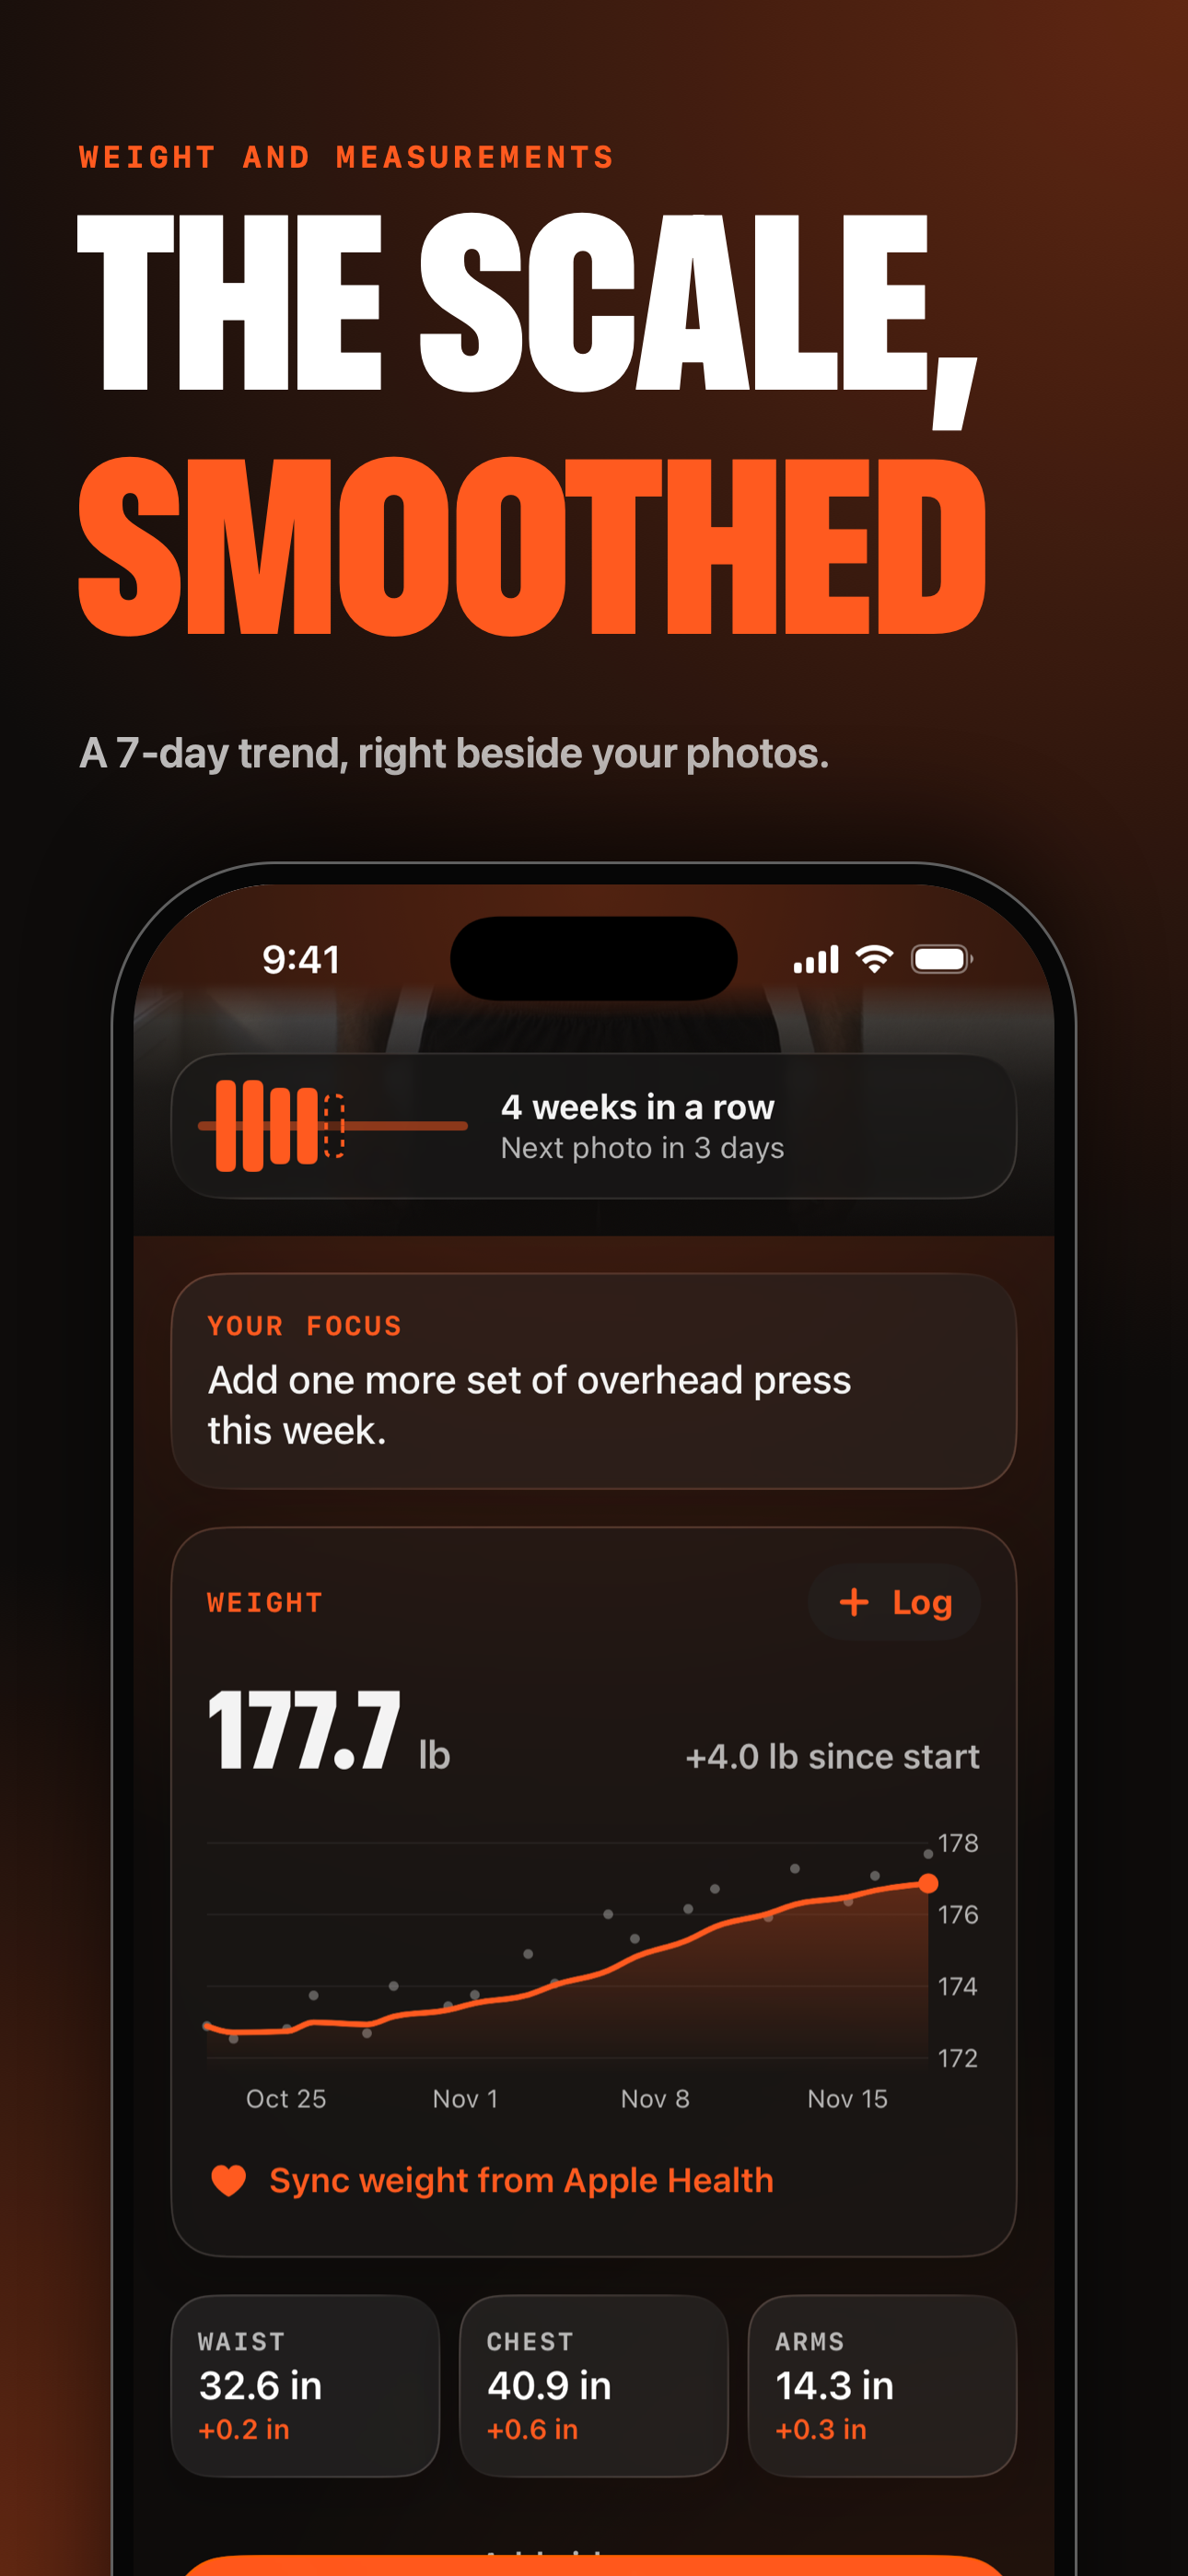 WEIGHT AND MEASUREMENTS
THE SCALE,
SMOOTHED
A 7-day trend, right beside your photos.
9:41
4 weeks in a row
Next photo in 3 days
YOUR FOCUS
Add one more set of overhead press
this week.
WEIGHT
+ Log
177.7 lb
+4.0 lb since start
178
176
174
172
Oct 25 Nov 1 Nov 8 Nov 15
Sync weight from Apple Health
WAIST CHEST ARMS
32.6 in 40.9 in 14.3 in
+0.2 in +0.6 in +0.3 in